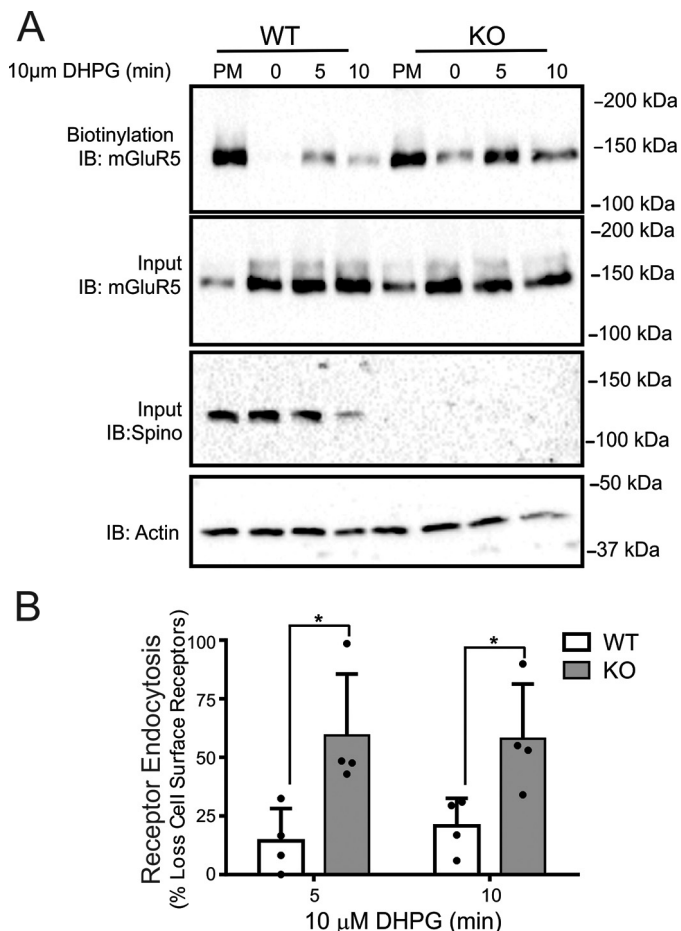 A
WT KO
10µm DHPG (min) PM 0 5 10 PM 0 5 10
–200 kDa
Biotinylation
IB: mGluR5
–150 kDa
–100 kDa
–200 kDa
Input
IB: mGluR5
–150 kDa
–100 kDa
–150 kDa
Input
IB:Spino
–100 kDa
–50 kDa
IB: Actin
–37 kDa
B
Receptor Endocytosis
(% Loss Cell Surface Receptors)
100
75
50
25
0
* *
WT
KO
5 10
10 µM DHPG (min)